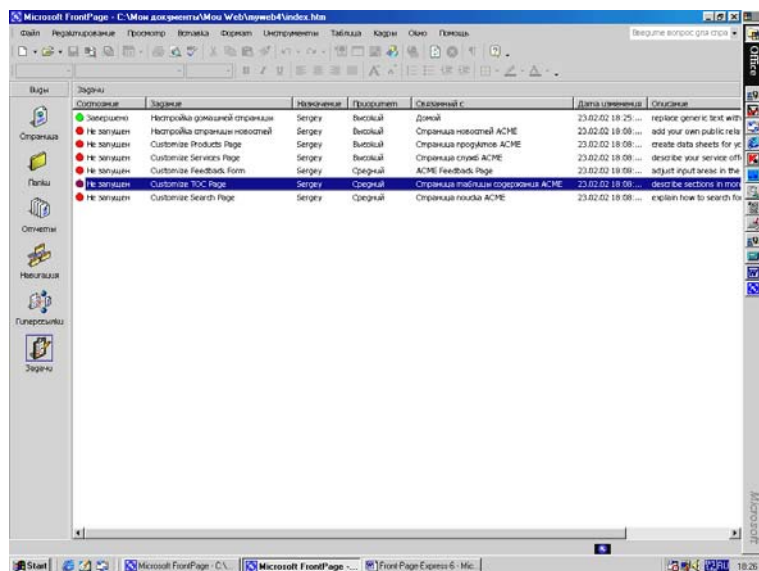 Microsoft FrontPage - C:\Мои документы\Мои Web\myweb4\index.htm
Файл Редактирование Просмотр Вставка Формат Инструменты Таблица Кадры Окно Помощь
Виды Задачи
Состояние Задание Назначение Приоритет Связанный с Дата изменения Описание
Завершено Настройка домашней страницы Sergey Высокий Домой 23.02.02 18:25:... replace generic text with
Не запущен Настройка страницы новостей Sergey Высокий Страница новостей ACME 23.02.02 18:08:... add your own public rela
Не запущен Customize Products Page Sergey Высокий Страница продуктов ACME 23.02.02 18:08:... create data sheets for yo
Не запущен Customize Services Page Sergey Высокий Страница служб ACME 23.02.02 18:08:... describe your service off
Не запущен Customize Feedback Form Sergey Средний ACME Feedback Page 23.02.02 18:08:... adjust input areas in the
Не запущен Customize TOC Page Sergey Средний Страница таблицы содержания ACME 23.02.02 18:08:... describe sections in mor
Не запущен Customize Search Page Sergey Средний Страница поиска ACME 23.02.02 18:08:... explain how to search fo
Страница
Папки
Отчеты
Навигация
Гиперссылки
Задачи
Office
Microsoft
Start Microsoft FrontPage - C:\... Microsoft FrontPage -... Front Page Express-6 - Mic... RU 18:26